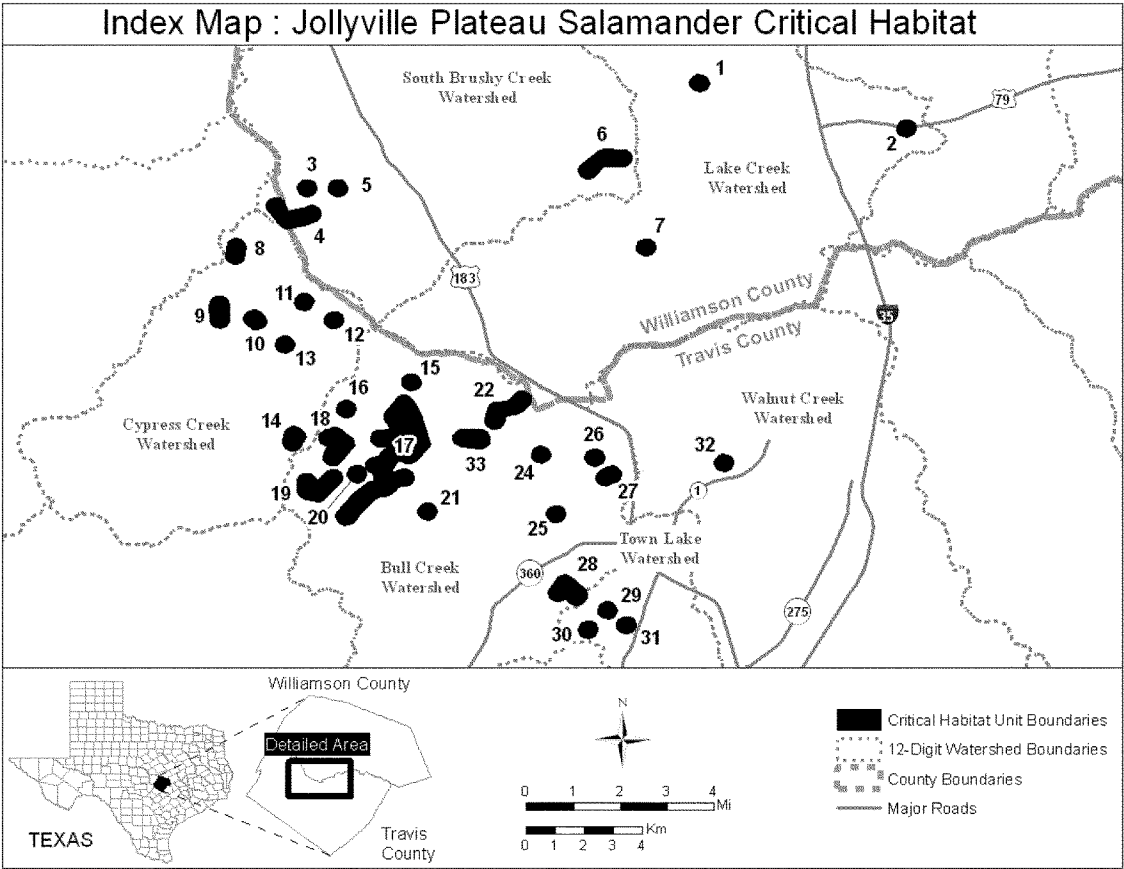 Index Map : Jollyville Plateau Salamander Critical Habitat
South Brushy Creek
Watershed
1
79
2
6
Lake Creek
Watershed
3
5
4
7
8
183
Williamson County
Travis County
11
9
10
12
13
35
15
16
22
Walnut Creek
Watershed
Cypress Creek
Watershed
14
18
17
33
24
26
32
27
19
20
21
1
25
Town Lake
Watershed
Bull Creek
Watershed
360
28
29
275
30
31
Williamson County
Detailed Area
TEXAS
Travis
County
N
0 1 2 3 4
Mi
Km
0 1 2 3 4
Critical Habitat Unit Boundaries
12-Digit Watershed Boundaries
County Boundaries
Major Roads